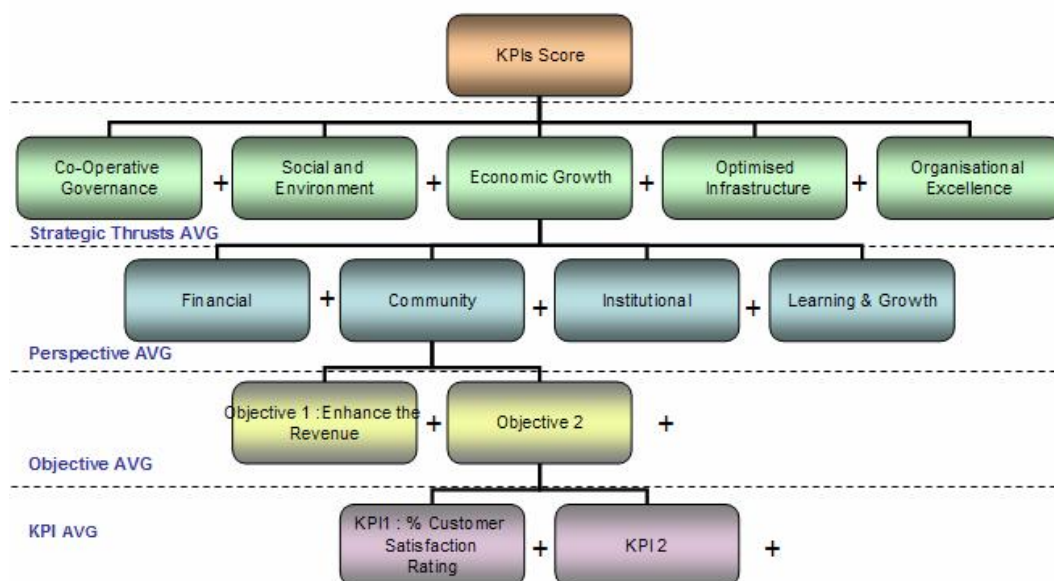 KPIs Score
Co-Operative
Governance
+
Social and
Environment
+
Economic Growth
+
Optimised
Infrastructure
+
Organisational
Excellence
Strategic Thrusts AVG
Financial
+
Community
+
Institutional
+
Learning & Growth
Perspective AVG
Objective 1 :Enhance the
Revenue
+
Objective 2
+
Objective AVG
KPI AVG
KPI1 : % Customer
Satisfaction
Rating
+
KPI 2
+